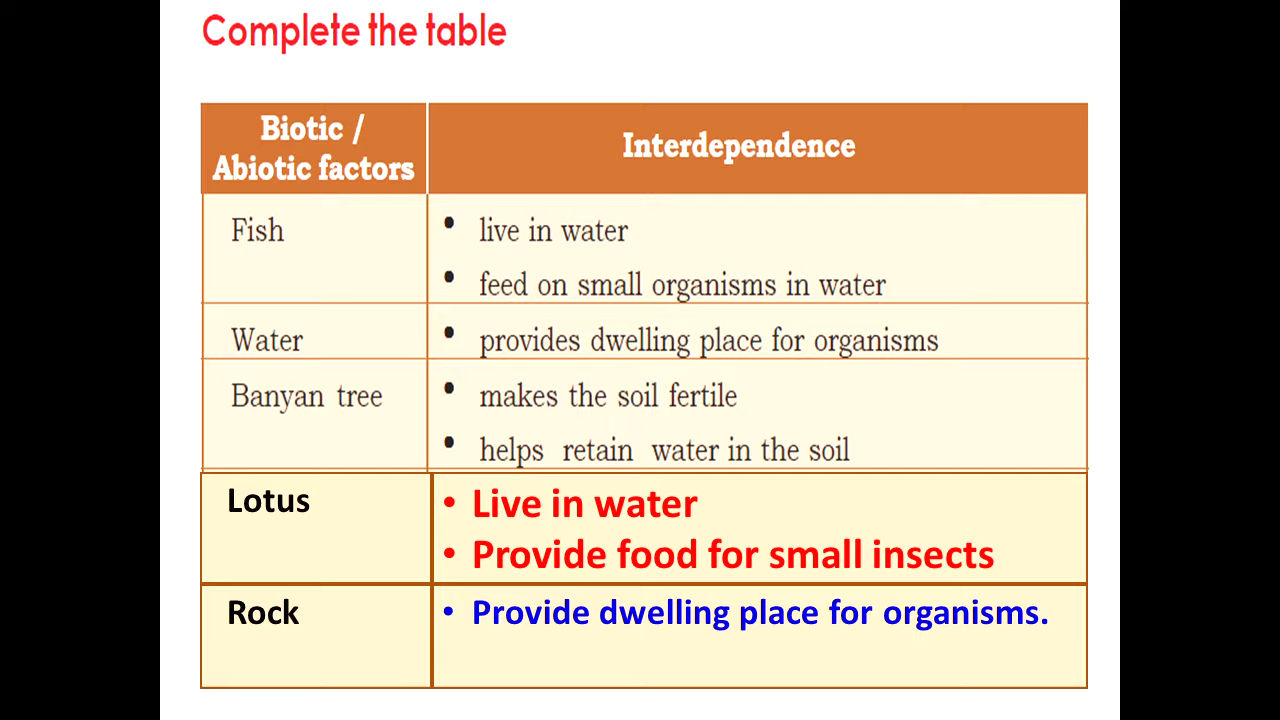 Complete the table
Biotic /
Abiotic factors
Interdependence
Fish
• live in water
• feed on small organisms in water
Water
• provides dwelling place for organisms
Banyan tree
• makes the soil fertile
• helps retain water in the soil
Lotus
• Live in water
• Provide food for small insects
Rock
• Provide dwelling place for organisms.